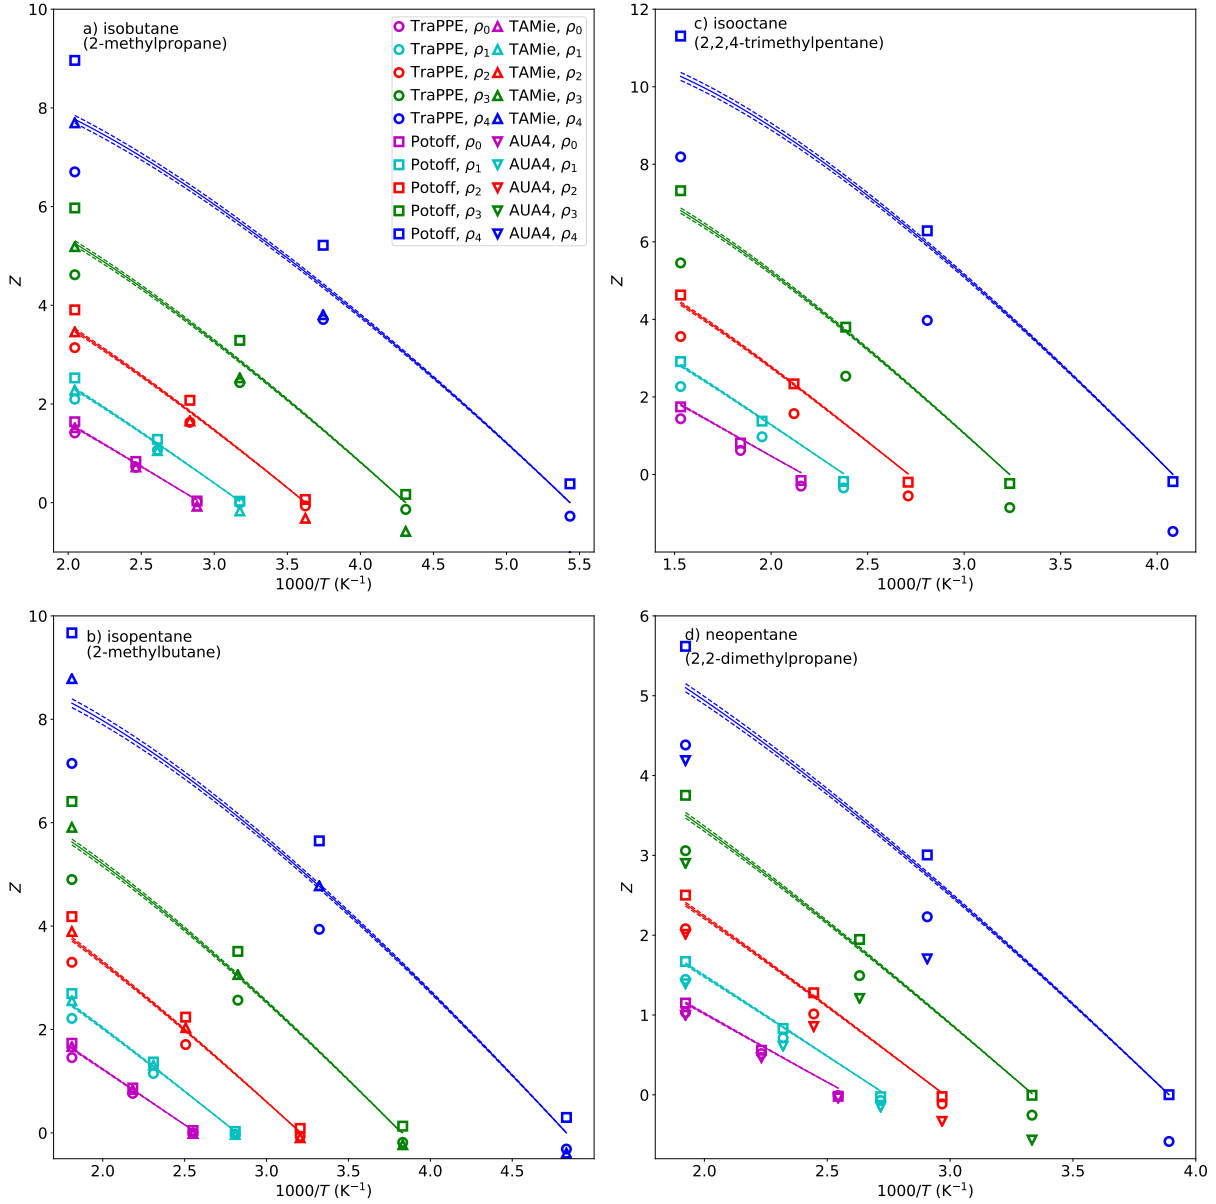 a) isobutane
(2-methylpropane)
TraPPE, ρ₀
TraPPE, ρ₁
TraPPE, ρ₂
TraPPE, ρ₃
TraPPE, ρ₄
Potoff, ρ₀
Potoff, ρ₁
Potoff, ρ₂
Potoff, ρ₃
Potoff, ρ₄
TAMie, ρ₀
TAMie, ρ₁
TAMie, ρ₂
TAMie, ρ₃
TAMie, ρ₄
AUA4, ρ₀
AUA4, ρ₁
AUA4, ρ₂
AUA4, ρ₃
AUA4, ρ₄
10
8
6
4
2
0
Z
2.0 2.5 3.0 3.5 4.0 4.5 5.0 5.5
1000/T (K⁻¹)
c) isooctane
(2,2,4-trimethylpentane)
12
10
8
6
4
2
0
Z
1.5 2.0 2.5 3.0 3.5 4.0
1000/T (K⁻¹)
b) isopentane
(2-methylbutane)
10
8
6
4
2
0
Z
2.0 2.5 3.0 3.5 4.0 4.5
1000/T (K⁻¹)
d) neopentane
(2,2-dimethylpropane)
6
5
4
3
2
1
0
Z
2.0 2.5 3.0 3.5 4.0
1000/T (K⁻¹)